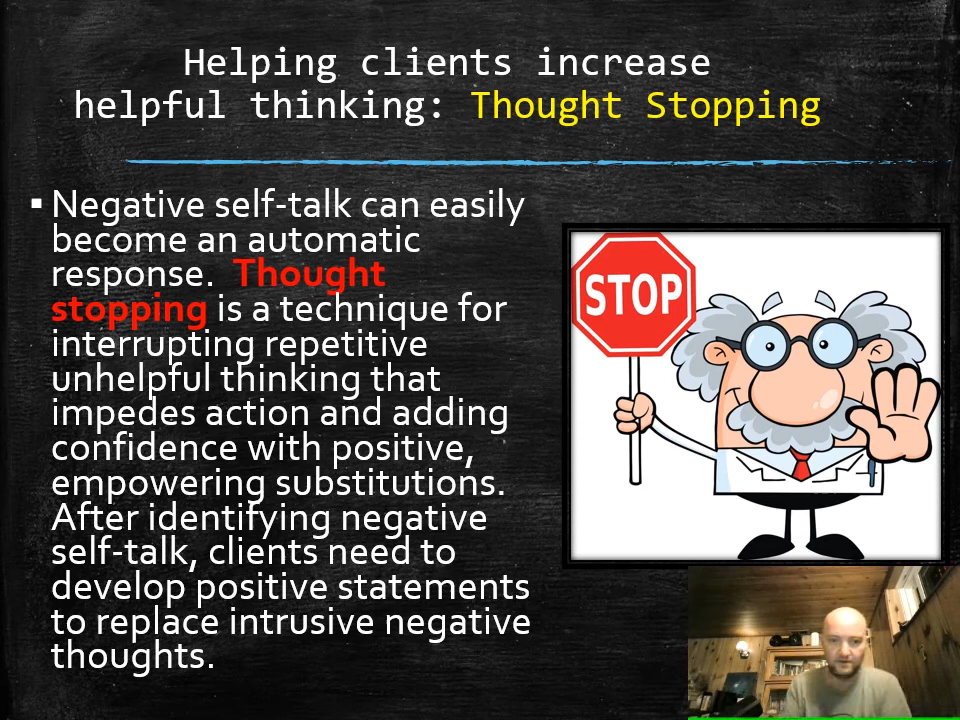 Helping clients increase
helpful thinking: Thought Stopping
▪ Negative self-talk can easily
become an automatic
response.  Thought
stopping is a technique for
interrupting repetitive
unhelpful thinking that
impedes action and adding
confidence with positive,
empowering substitutions.
After identifying negative
self-talk, clients need to
develop positive statements
to replace intrusive negative
thoughts.
STOP